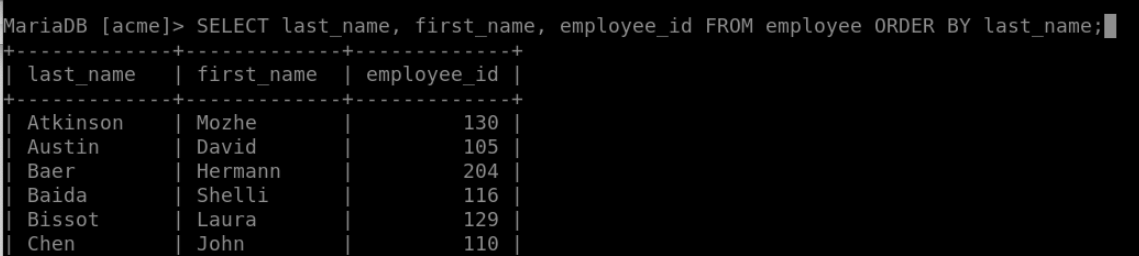 MariaDB [acme]> SELECT last_name, first_name, employee_id FROM employee ORDER BY last_name;
+-------------+-------------+-------------+
| last_name   | first_name  | employee_id |
+-------------+-------------+-------------+
| Atkinson    | Mozhe       |         130 |
| Austin      | David       |         105 |
| Baer        | Hermann     |         204 |
| Baida       | Shelli      |         116 |
| Bissot      | Laura       |         129 |
| Chen        | John        |         110 |